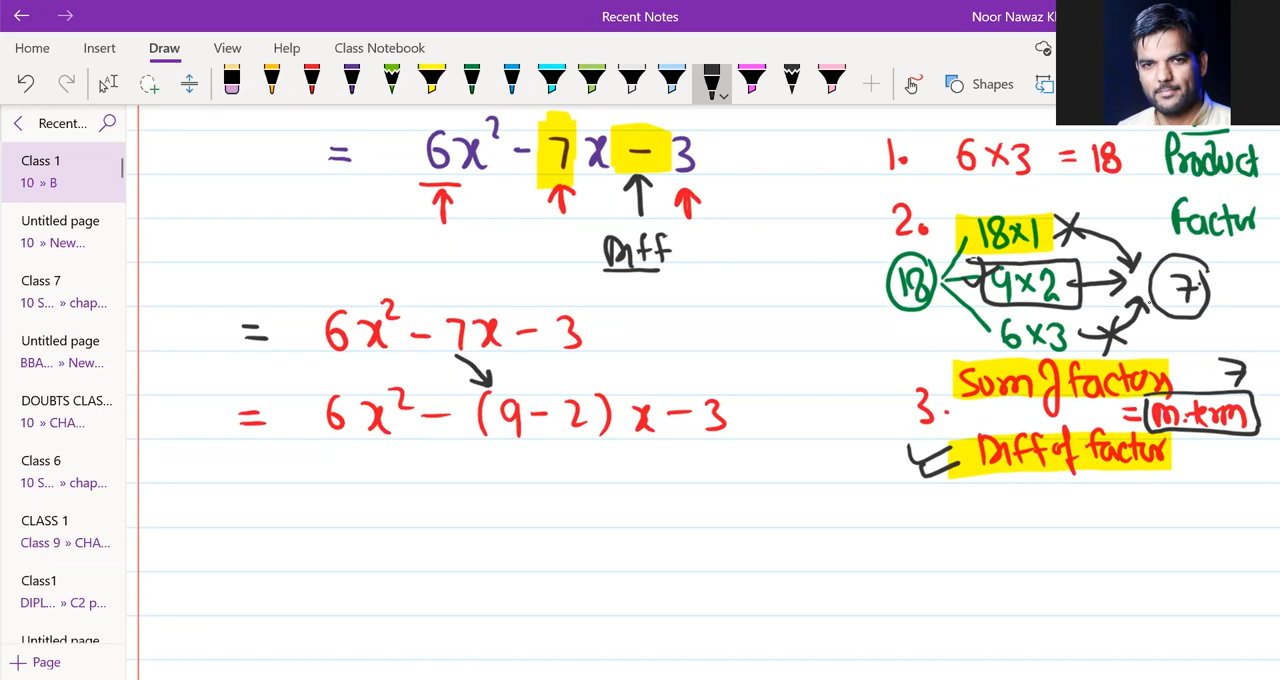 Recent Notes
Noor Nawaz Kh
Home Insert Draw View Help Class Notebook
Shapes
Recent...
Class 1
10 » B
Untitled page
10 » New...
Class 7
10 S... » chap...
Untitled page
BBA... » New...
DOUBTS CLAS...
10 » CHA...
Class 6
10 S... » chap...
CLASS 1
Class 9 » CHA...
Class1
DIPL... » C2 p...
Untitled page
Page
= 6x² - 7x - 3
Diff
= 6x² - 7x - 3
= 6x² - (9 - 2) x - 3
1. 6 × 3 = 18 Product
2. Factor
18 × 1
18 9 × 2 7
6 × 3
3. Sum of factors 7
= m.term
Diff of factor